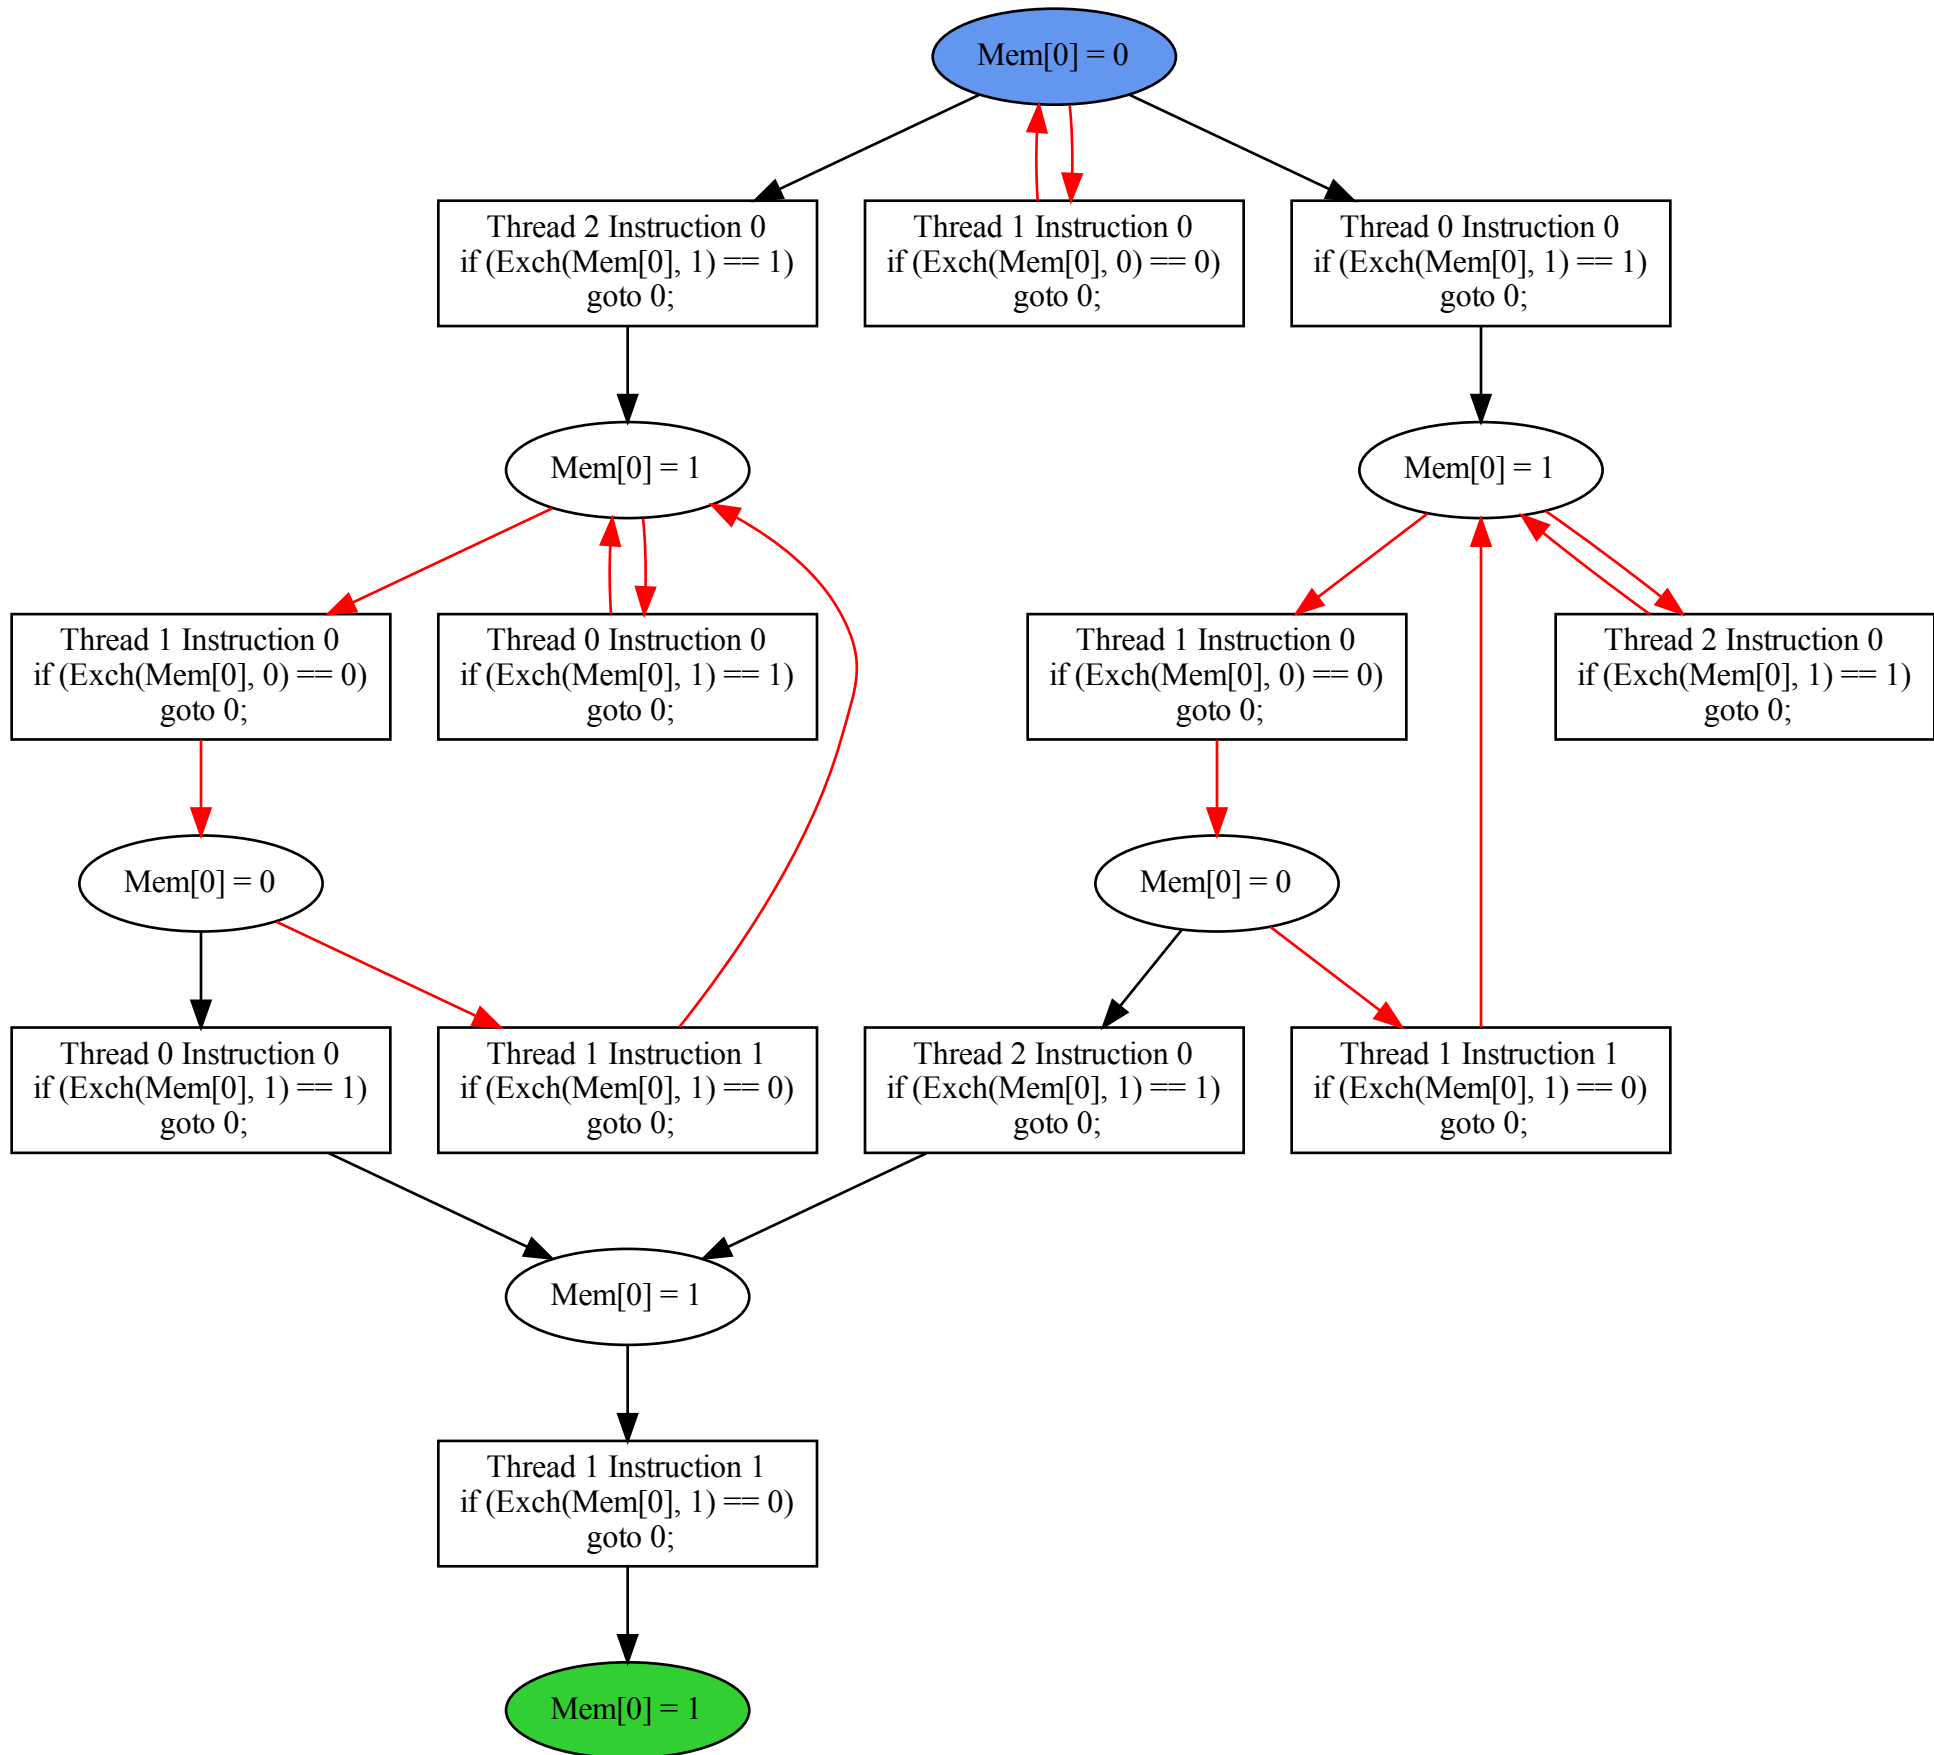 Mem[0] = 0
Thread 2 Instruction 0
if (Exch(Mem[0], 1) == 1)
goto 0;
Thread 1 Instruction 0
if (Exch(Mem[0], 0) == 0)
goto 0;
Thread 0 Instruction 0
if (Exch(Mem[0], 1) == 1)
goto 0;
Mem[0] = 1
Mem[0] = 1
Thread 1 Instruction 0
if (Exch(Mem[0], 0) == 0)
goto 0;
Thread 0 Instruction 0
if (Exch(Mem[0], 1) == 1)
goto 0;
Thread 1 Instruction 0
if (Exch(Mem[0], 0) == 0)
goto 0;
Thread 2 Instruction 0
if (Exch(Mem[0], 1) == 1)
goto 0;
Mem[0] = 0
Mem[0] = 0
Thread 0 Instruction 0
if (Exch(Mem[0], 1) == 1)
goto 0;
Thread 1 Instruction 1
if (Exch(Mem[0], 1) == 0)
goto 0;
Thread 2 Instruction 0
if (Exch(Mem[0], 1) == 1)
goto 0;
Thread 1 Instruction 1
if (Exch(Mem[0], 1) == 0)
goto 0;
Mem[0] = 1
Thread 1 Instruction 1
if (Exch(Mem[0], 1) == 0)
goto 0;
Mem[0] = 1